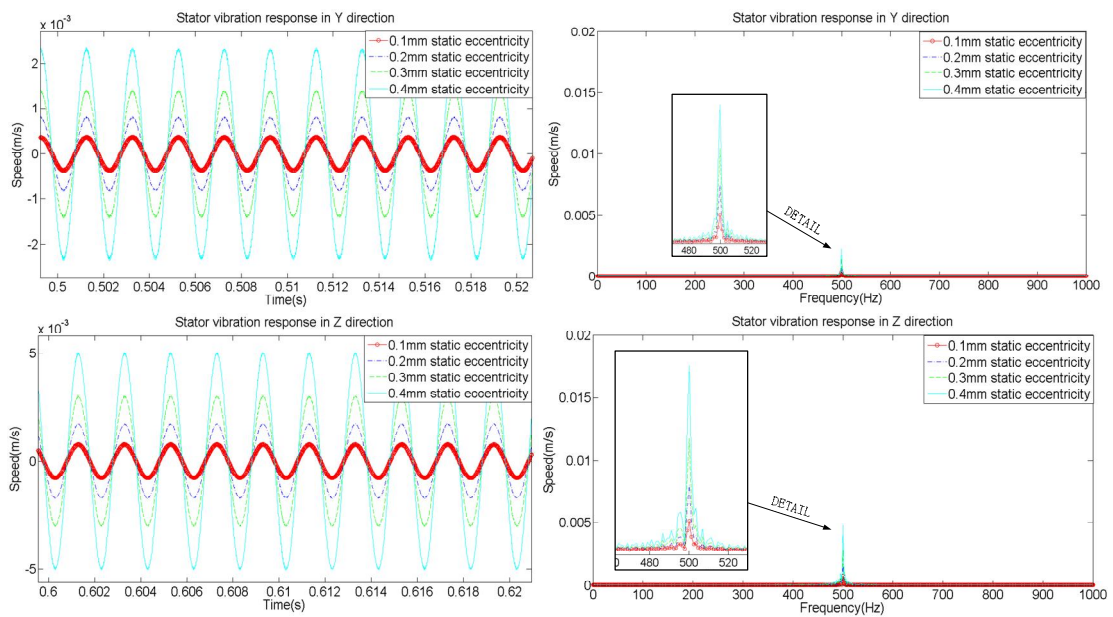 Stator vibration response in Y direction
x 10⁻³
0.1mm static eccentricity
0.2mm static eccentricity
0.3mm static eccentricity
0.4mm static eccentricity
2
1
0
-1
-2
Speed(m/s)
0.5 0.502 0.504 0.506 0.508 0.51 0.512 0.514 0.516 0.518 0.52
Time(s)
Stator vibration response in Y direction
0.1mm static eccentricity
0.2mm static eccentricity
0.3mm static eccentricity
0.4mm static eccentricity
0.02
0.015
0.01
0.005
0
Speed(m/s)
480 500 520
DETAIL
0 100 200 300 400 500 600 700 800 900 1000
Frequency(Hz)
Stator vibration response in Z direction
x 10⁻³
0.1mm static eccentricity
0.2mm static eccentricity
0.3mm static eccentricity
0.4mm static eccentricity
5
0
-5
Speed(m/s)
0.6 0.602 0.604 0.606 0.608 0.61 0.612 0.614 0.616 0.618 0.62
Time(s)
Stator vibration response in Z direction
0.1mm static eccentricity
0.2mm static eccentricity
0.3mm static eccentricity
0.4mm static eccentricity
0.02
0.015
0.01
0.005
0
Speed(m/s)
60 480 500 520
DETAIL
0 100 200 300 400 500 600 700 800 900 1000
Frequency(Hz)